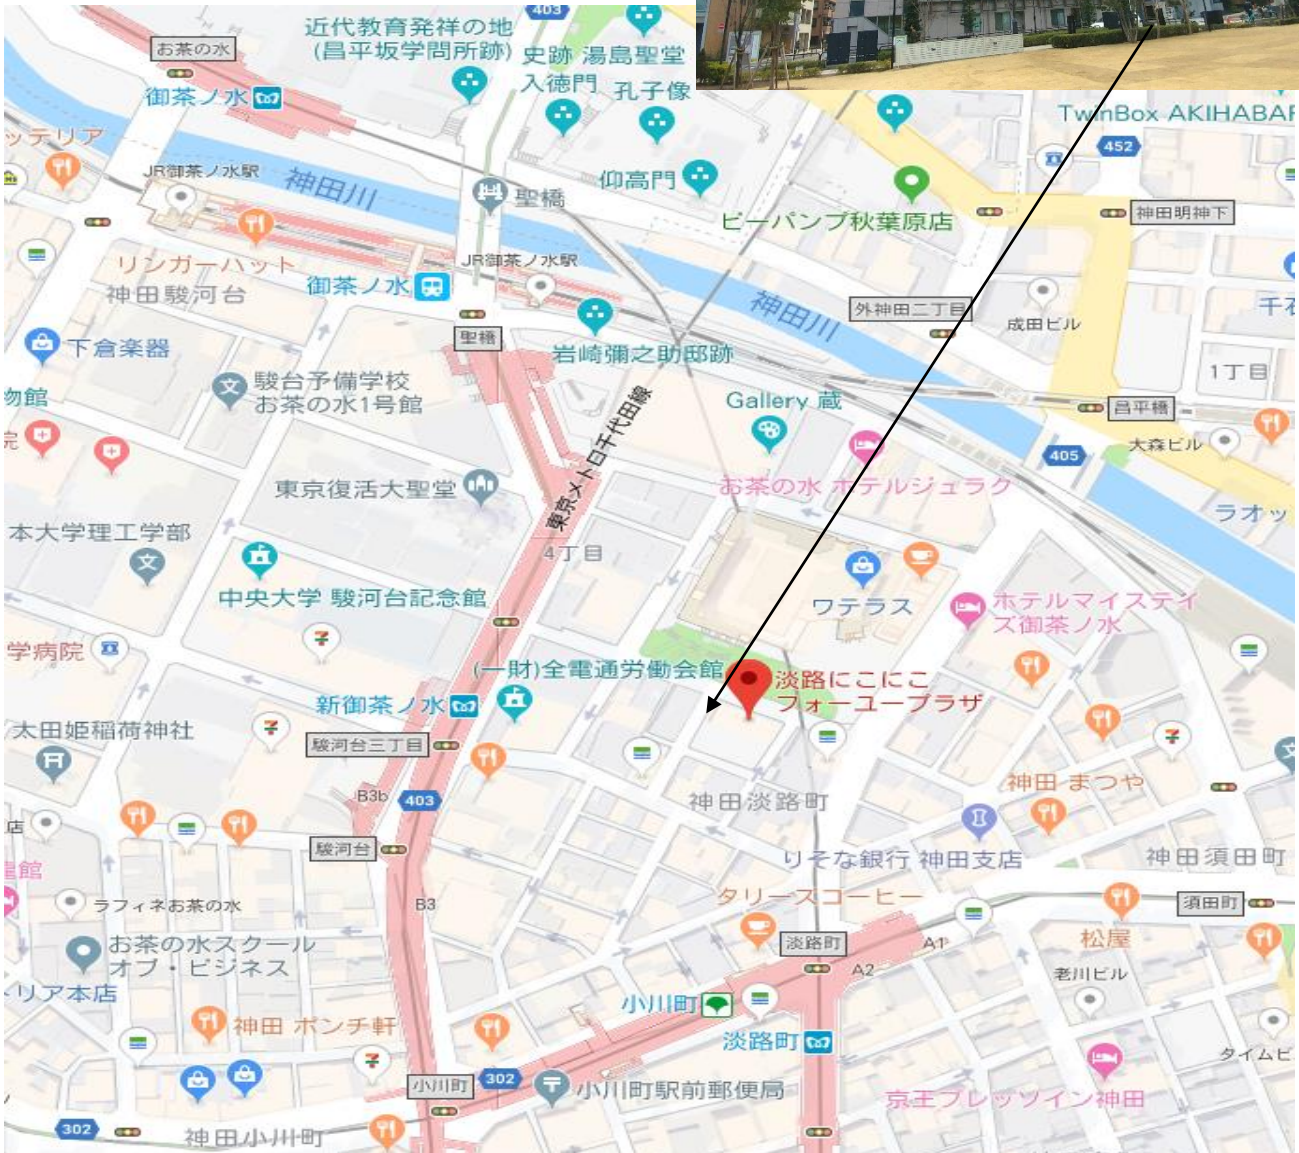 403
近代教育発祥の地
(昌平坂学問所跡)
お茶の水
史跡 湯島聖堂
入徳門
孔子像
御茶ノ水
TwinBox AKIHABAR
452
ッテリア
JR御茶ノ水駅
神田川
聖橋
仰高門
ビーパンプ秋葉原店
神田明神下
リンガーハット
神田駿河台
御茶ノ水
JR御茶ノ水駅
神田川
外神田二丁目
成田ビル
千石
聖橋
下倉楽器
岩崎彌之助邸跡
1丁目
駿台予備学校
お茶の水1号館
物館
Gallery 蔵
昌平橋
院
東京メトロ千代田線
大森ビル
405
東京復活大聖堂
お茶の水 ホテルジュラク
ラオッ
本大学理工学部
4丁目
中央大学 駿河台記念館
ワテラス
ホテルマイステイ
ズ御茶ノ水
学病院
(一財)全電通労働会館
淡路にこにこ
フォーユープラザ
新御茶ノ水
太田姫稲荷神社
駿河台三丁目
神田 まつや
B3b
403
神田淡路町
店
駿河台
りそな銀行 神田支店
神田須田町
龍館
ラフィネお茶の水
B3
タリーズコーヒー
須田町
お茶の水スクール
オブ・ビジネス
淡路町
A1
松屋
A2
老川ビル
トリア本店
小川町
神田 ポンチ軒
淡路町
タイムビ
小川町
302
小川町駅前郵便局
京王プレッソイン神田
302
神田小川町